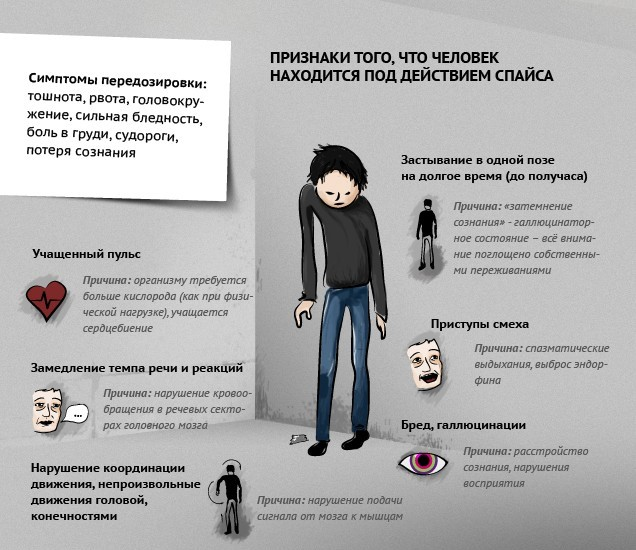 Симптомы передозировки:
тошнота, рвота, головокру-
жение, сильная бледность,
боль в груди, судороги,
потеря сознания
ПРИЗНАКИ ТОГО, ЧТО ЧЕЛОВЕК
НАХОДИТСЯ ПОД ДЕЙСТВИЕМ СПАЙСА
Застывание в одной позе
на долгое время (до получаса)
Причина: «затемнение
сознания» - галлюцинатор-
ное состояние – всё внима-
ние поглощено собственны-
ми переживаниями
Учащенный пульс
Причина: организму требуется
больше кислорода (как при физи-
ческой нагрузке), учащается
сердцебиение
Приступы смеха
Причина: спазматические
выдыхания, выброс эндор-
фина
Замедление темпа речи и реакций
Причина: нарушение кровоо-
бращения в речевых секто-
рах головного мозга
...
Бред, галлюцинации
Причина: расстройство
сознания, нарушения
восприятия
Нарушение координации
движения, непроизвольные
движения головой,
конечностями
Причина: нарушение подачи
сигнала от мозга к мышцам